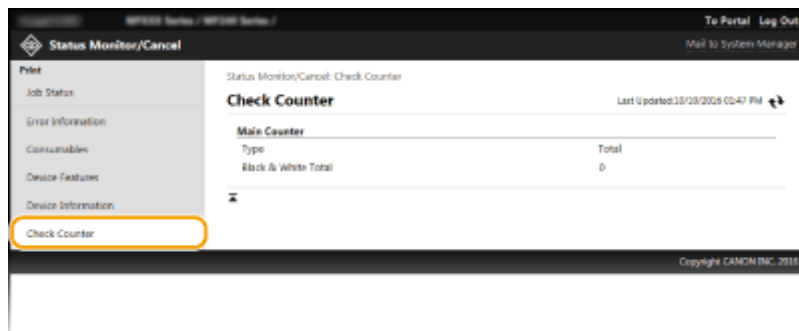 To Portal Log Out
Status Monitor/Cancel
Mail to System Manager
Print
Job Status
Error Information
Consumables
Device Features
Device Information
Check Counter
Status Monitor/Cancel: Check Counter
Check Counter
Last Updated:10/10/2016 02:47 PM
Main Counter
Type Total
Black & White Total 0
Copyright CANON INC. 2016